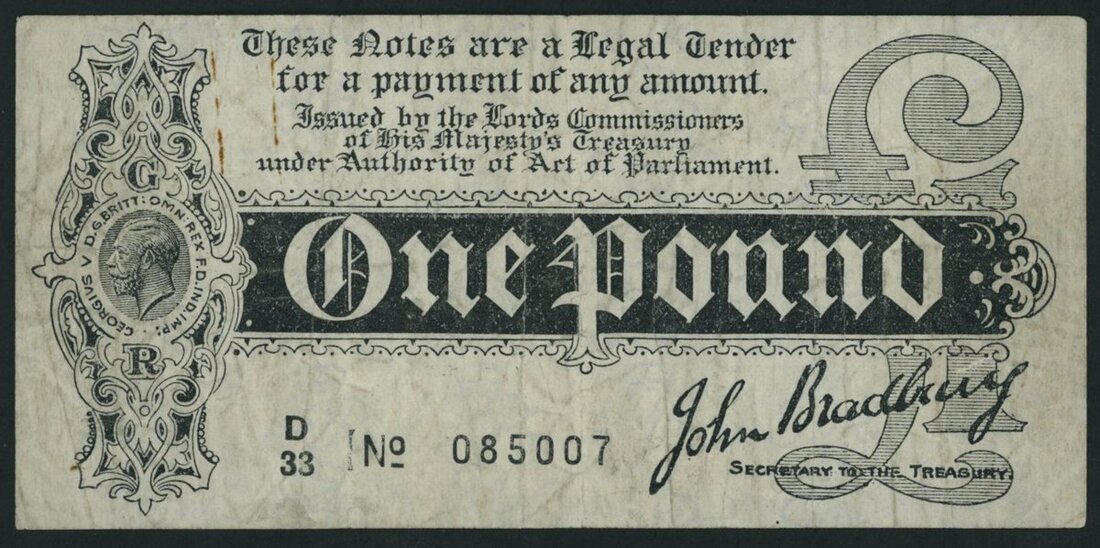 These Notes are a Legal Tender
for a payment of any amount.
Issued by the Lords Commissioners
of His Majesty's Treasury
under Authority of Act of Parliament.
£1
G
GEORGIUS V D.G.BRITT:OMN:REX F.D.IND:IMP:
R
One Pound
D
33
No 085007
John Bradbury
SECRETARY TO THE TREASURY.